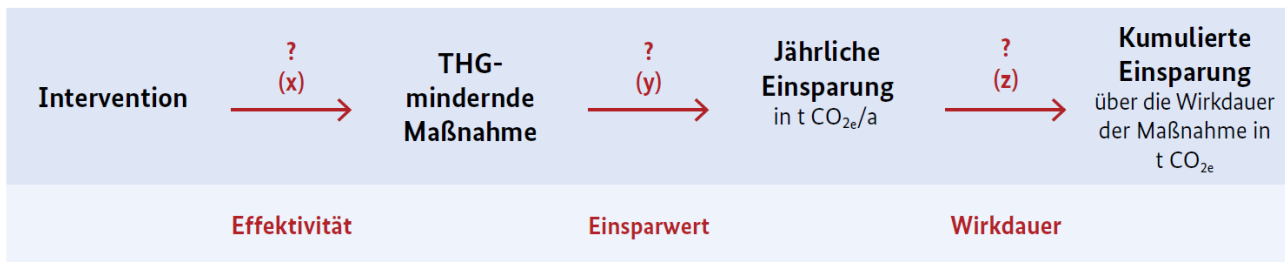 Intervention
?
(x)
THG-
mindernde
Maßnahme
?
(y)
Jährliche
Einsparung
in t CO₂ₑ/a
?
(z)
Kumulierte
Einsparung
über die Wirkdauer
der Maßnahme in
t CO₂ₑ
Effektivität
Einsparwert
Wirkdauer